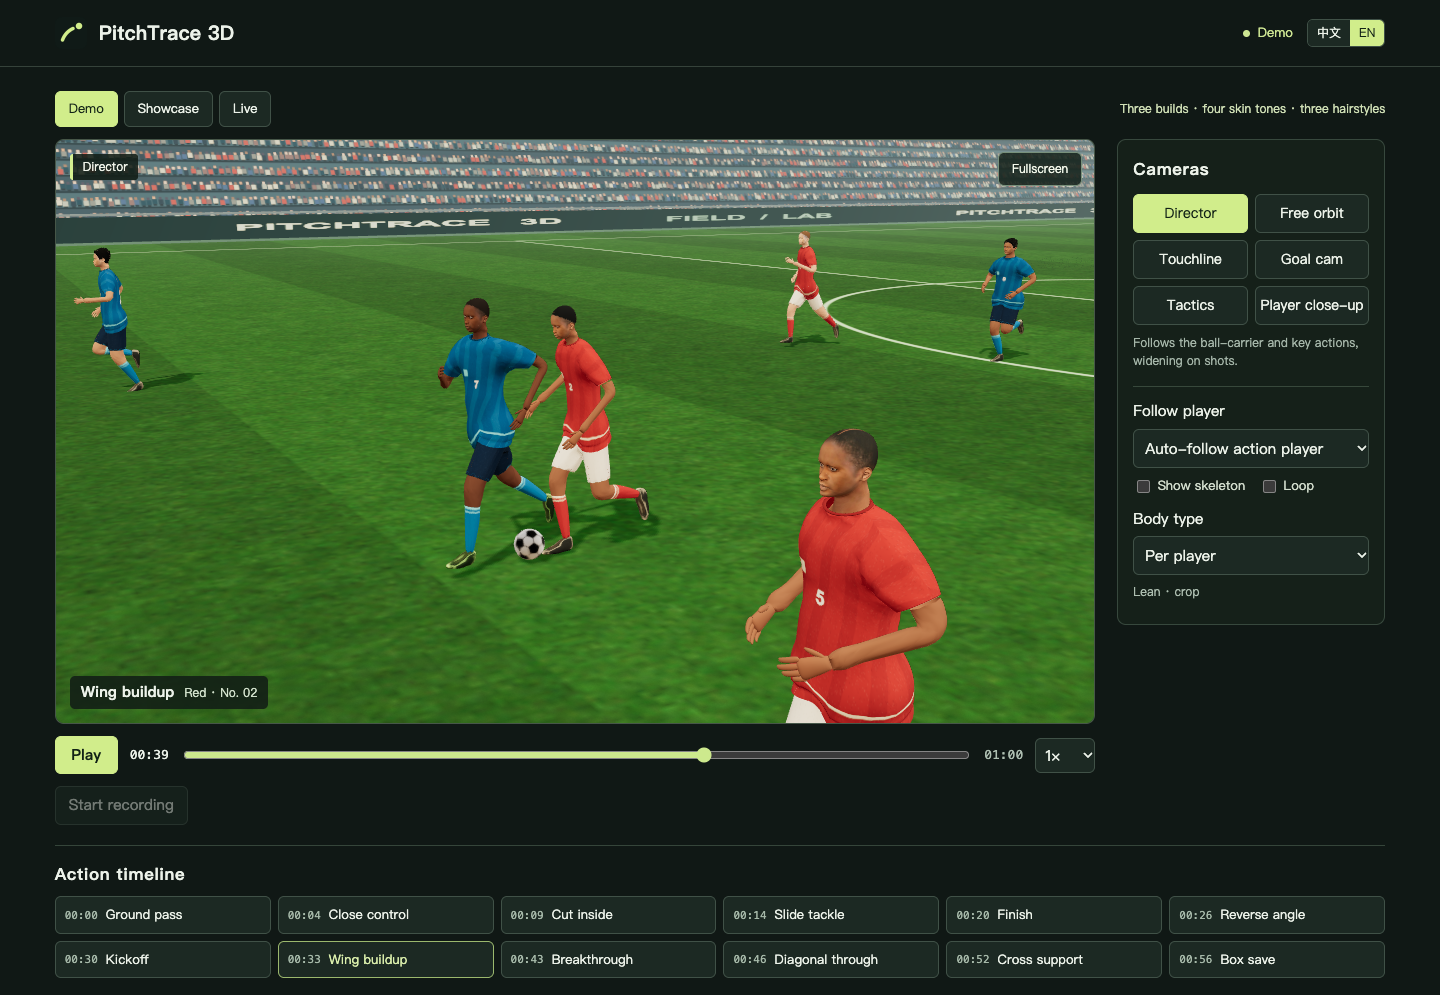 PitchTrace 3D
Demo
中文 EN
Demo Showcase Live
Three builds · four skin tones · three hairstyles
Director
Fullscreen
PITCHTRACE 3D FIELD / LAB PITCHTRACE
7
2
5
Wing buildup Red · No. 02
Cameras
Director Free orbit
Touchline Goal cam
Tactics Player close-up
Follows the ball-carrier and key actions,
widening on shots.
Follow player
Auto-follow action player
Show skeleton Loop
Body type
Per player
Lean · crop
Play 00:39 01:00 1×
Start recording
Action timeline
00:00 Ground pass 00:04 Close control 00:09 Cut inside 00:14 Slide tackle 00:20 Finish 00:26 Reverse angle
00:30 Kickoff 00:33 Wing buildup 00:43 Breakthrough 00:46 Diagonal through 00:52 Cross support 00:56 Box save